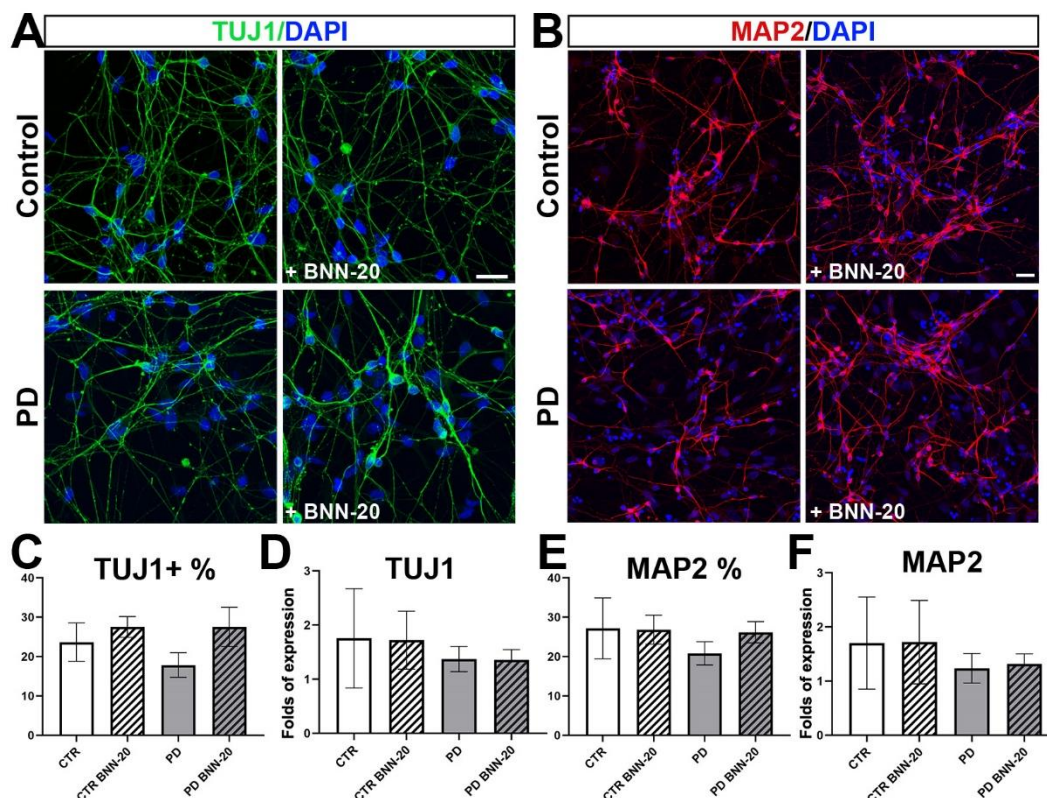 A
TUJ1/DAPI
Control
+ BNN-20
PD
+ BNN-20
B
MAP2/DAPI
Control
+ BNN-20
PD
+ BNN-20
C
TUJ1+ %
40
30
20
10
0
CTR
CTR BNN-20
PD
PD BNN-20
D
TUJ1
Folds of expression
3
2
1
0
CTR
CTR BNN-20
PD
PD BNN-20
E
MAP2 %
40
30
20
10
0
CTR
CTR BNN-20
PD
PD BNN-20
F
MAP2
Folds of expression
3
2
1
0
CTR
CTR BNN-20
PD
PD BNN-20